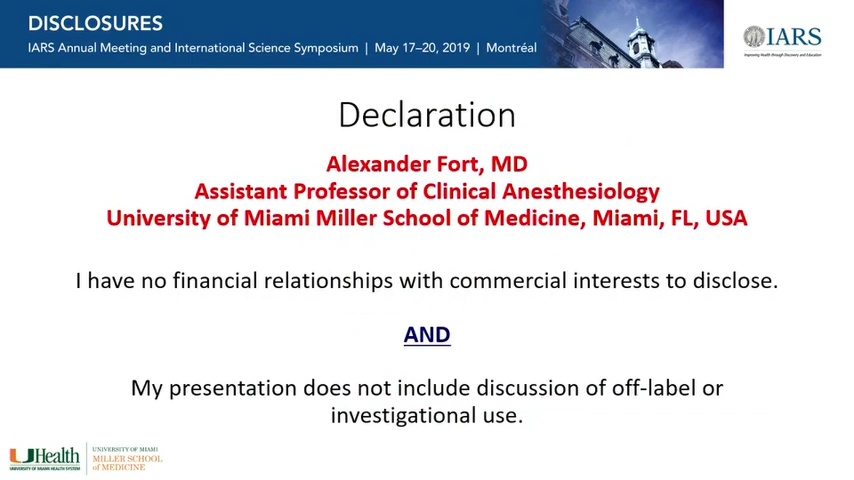 DISCLOSURES
IARS Annual Meeting and International Science Symposium | May 17–20, 2019 | Montréal
IARS
Improving Health through Discovery and Education
Declaration
Alexander Fort, MD
Assistant Professor of Clinical Anesthesiology
University of Miami Miller School of Medicine, Miami, FL, USA
I have no financial relationships with commercial interests to disclose.
AND
My presentation does not include discussion of off-label or
investigational use.
UHealth
UNIVERSITY OF MIAMI HEALTH SYSTEM
UNIVERSITY OF MIAMI
MILLER SCHOOL
of MEDICINE